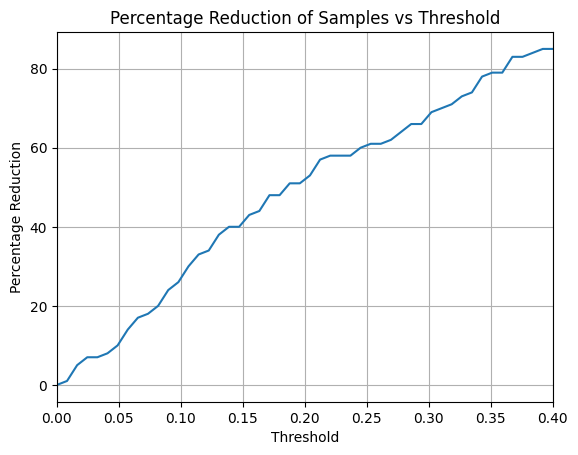 Percentage Reduction of Samples vs Threshold
Percentage Reduction
80
60
40
20
0
0.00 0.05 0.10 0.15 0.20 0.25 0.30 0.35 0.40
Threshold